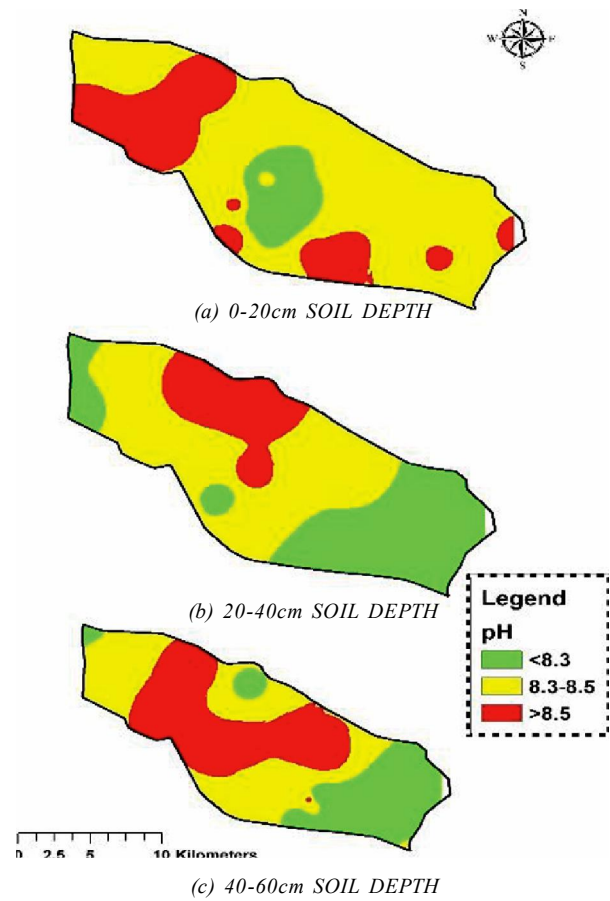 N
W E
S
(a) 0-20cm SOIL DEPTH
(b) 20-40cm SOIL DEPTH
Legend
pH
<8.3
8.3-8.5
>8.5
0 2.5 5 10 Kilometers
(c) 40-60cm SOIL DEPTH